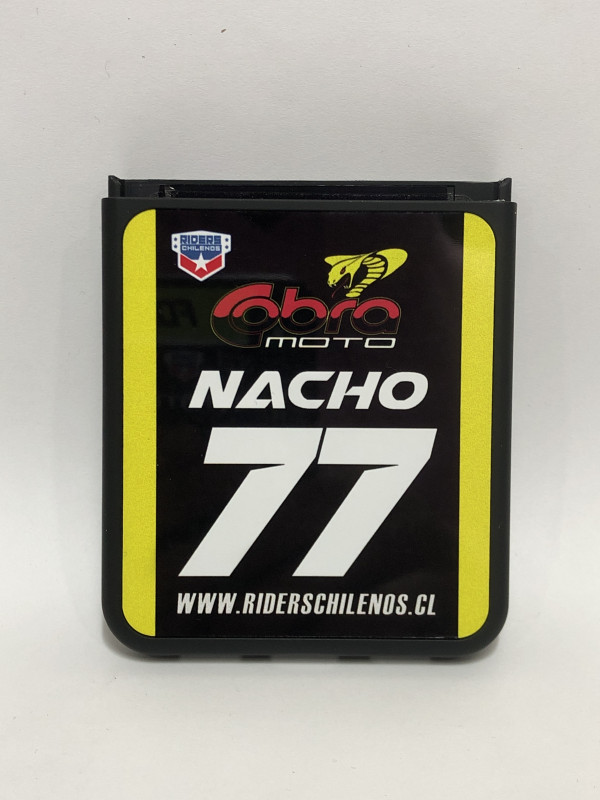 RIDERS
CHILENOS
Cobra
MOTO
NACHO
77
WWW.RIDERSCHILENOS.CL